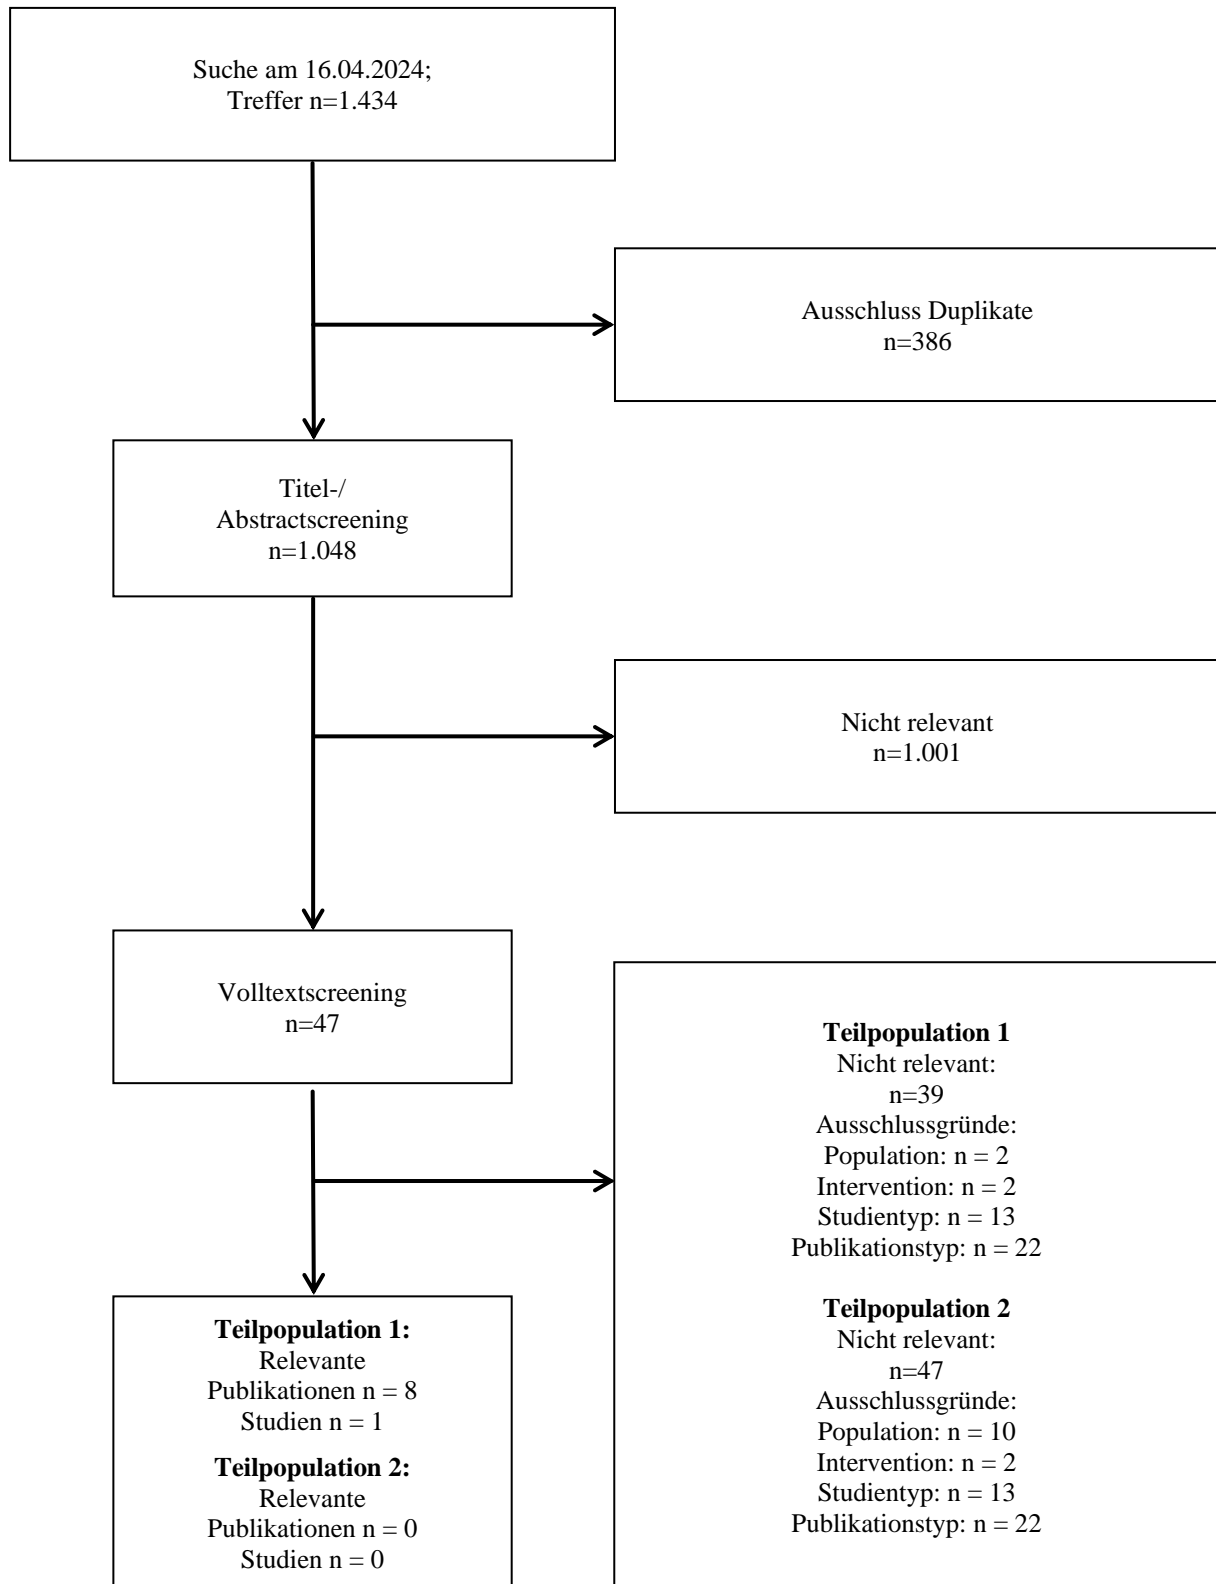 Suche am 16.04.2024;
Treffer n=1.434
Ausschluss Duplikate
n=386
Titel-/
Abstractscreening
n=1.048
Nicht relevant
n=1.001
Volltextscreening
n=47
Teilpopulation 1
Nicht relevant:
n=39
Ausschlussgründe:
Population: n = 2
Intervention: n = 2
Studientyp: n = 13
Publikationstyp: n = 22
Teilpopulation 2
Nicht relevant:
n=47
Ausschlussgründe:
Population: n = 10
Intervention: n = 2
Studientyp: n = 13
Publikationstyp: n = 22
Teilpopulation 1:
Relevante
Publikationen n = 8
Studien n = 1
Teilpopulation 2:
Relevante
Publikationen n = 0
Studien n = 0